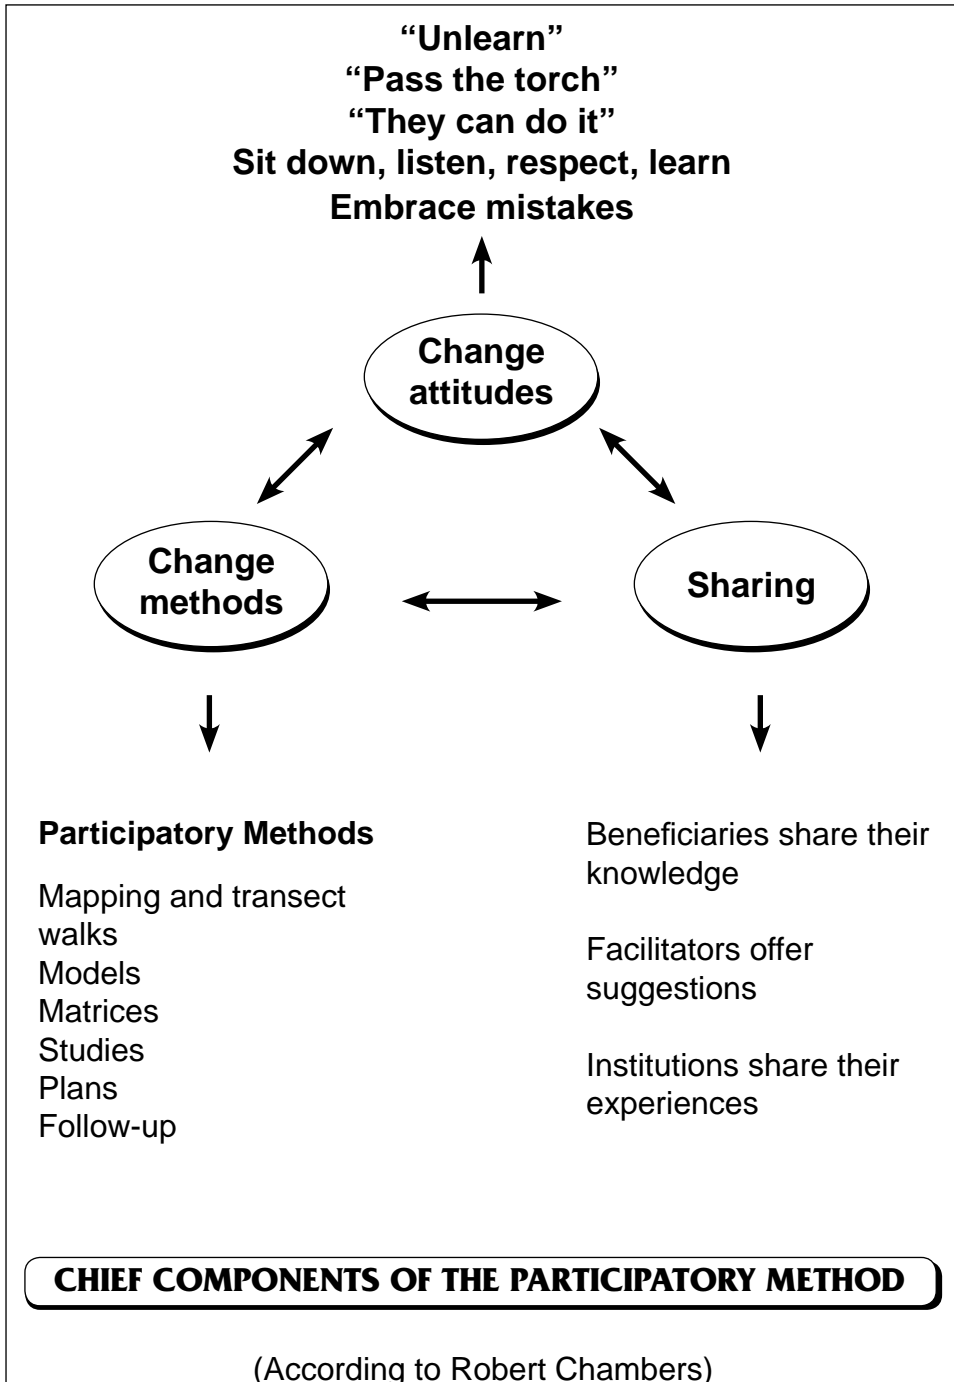 “Unlearn”
“Pass the torch”
“They can do it”
Sit down, listen, respect, learn
Embrace mistakes
Change
attitudes
Change
methods
Sharing
Participatory Methods
Mapping and transect
walks
Models
Matrices
Studies
Plans
Follow-up
Beneficiaries share their
knowledge
Facilitators offer
suggestions
Institutions share their
experiences
CHIEF COMPONENTS OF THE PARTICIPATORY METHOD
(According to Robert Chambers)